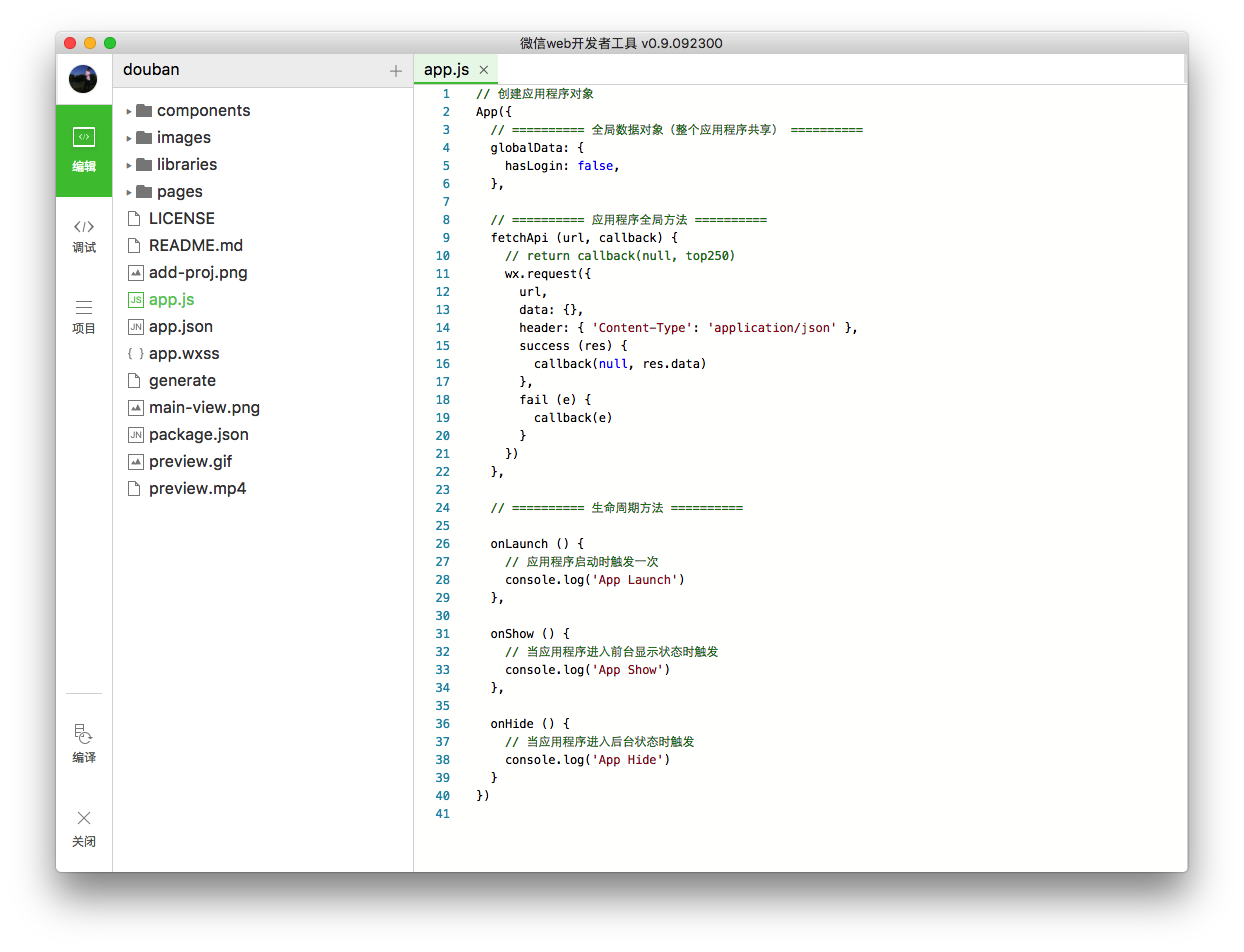 微信web开发者工具 v0.9.092300
编辑
调试
项目
编译
关闭
douban
components
images
libraries
pages
LICENSE
README.md
add-proj.png
JS app.js
JN app.json
{ } app.wxss
generate
main-view.png
JN package.json
preview.gif
preview.mp4
app.js
1 // 创建应用程序对象
2 App({
3   // ========== 全局数据对象（整个应用程序共享） ==========
4   globalData: {
5     hasLogin: false,
6   },
7
8   // ========== 应用程序全局方法 ==========
9   fetchApi (url, callback) {
10     // return callback(null, top250)
11     wx.request({
12       url,
13       data: {},
14       header: { 'Content-Type': 'application/json' },
15       success (res) {
16         callback(null, res.data)
17       },
18       fail (e) {
19         callback(e)
20       }
21     })
22   },
23
24   // ========== 生命周期方法 ==========
25
26   onLaunch () {
27     // 应用程序启动时触发一次
28     console.log('App Launch')
29   },
30
31   onShow () {
32     // 当应用程序进入前台显示状态时触发
33     console.log('App Show')
34   },
35
36   onHide () {
37     // 当应用程序进入后台状态时触发
38     console.log('App Hide')
39   }
40 })
41